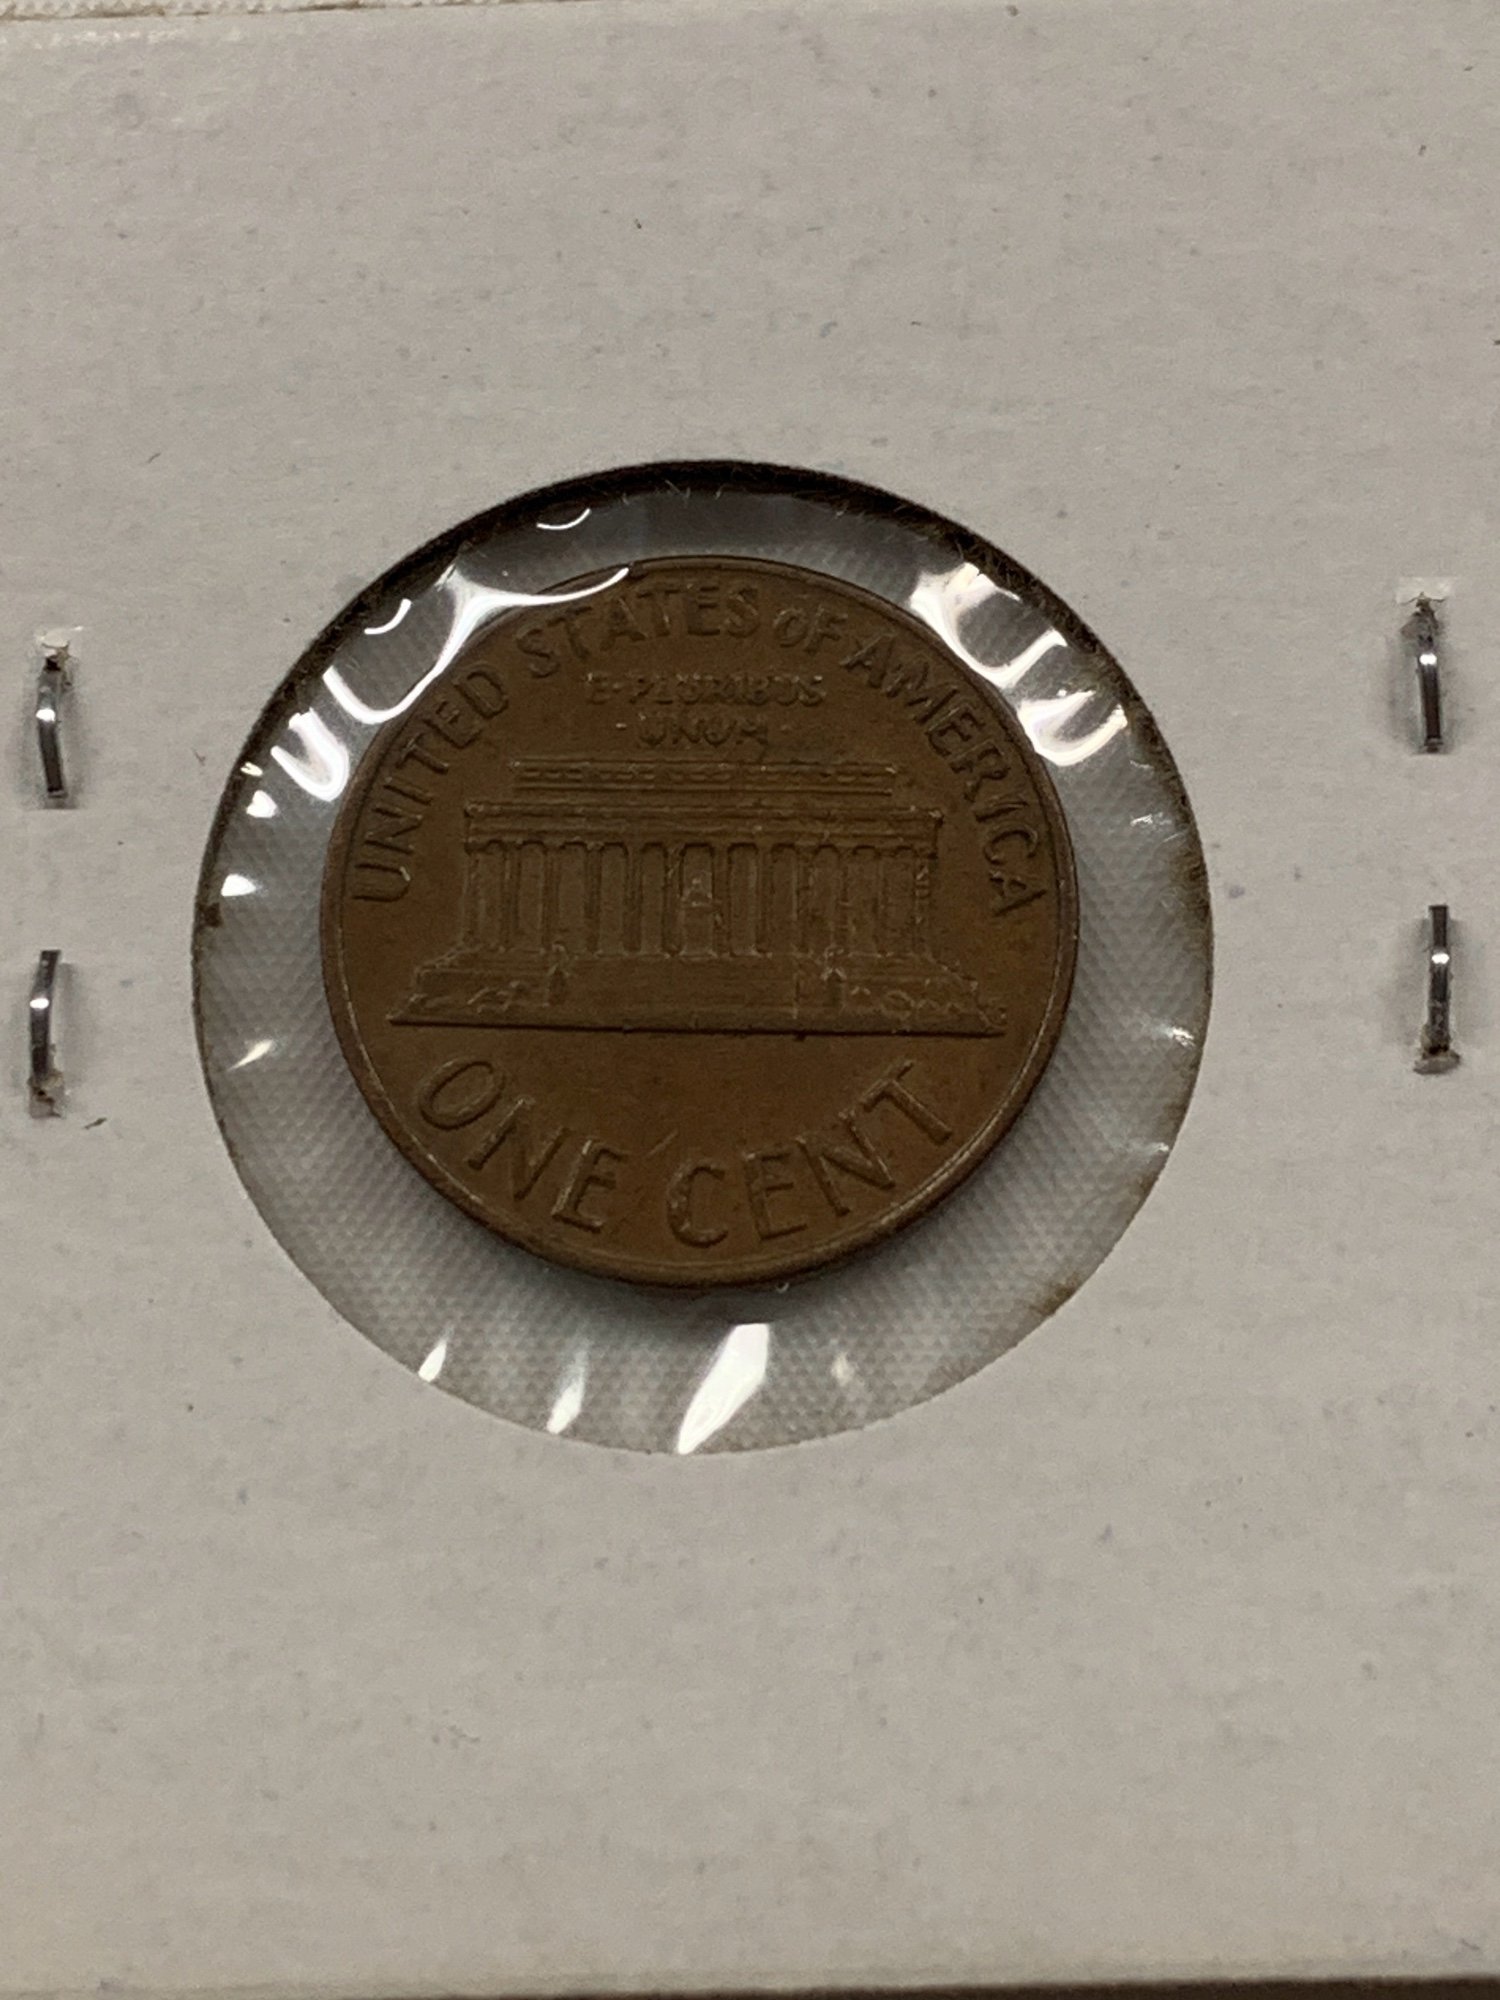 UNITED STATES OF AMERICA
E·PLURIBUS
·UNUM·
ONE CENT